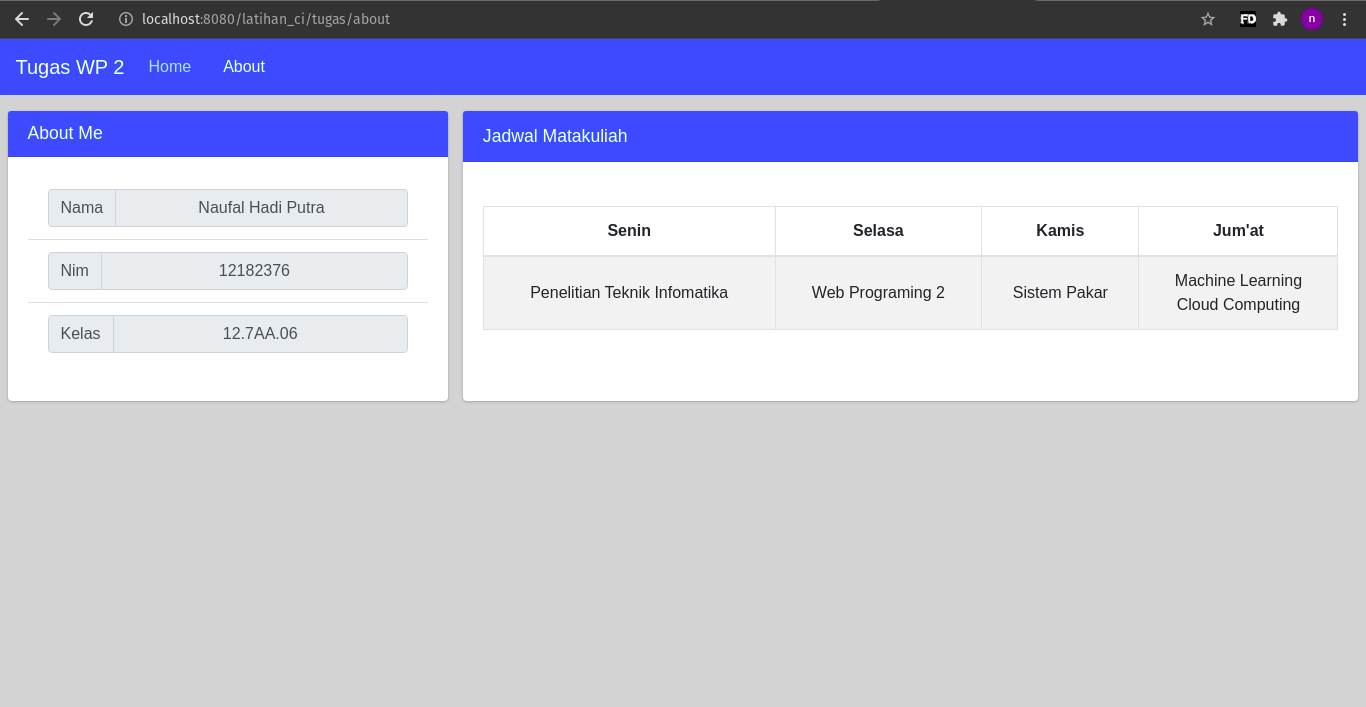 localhost:8080/latihan_ci/tugas/about
FD
n
Tugas WP 2 Home About
About Me
Nama Naufal Hadi Putra
Nim 12182376
Kelas 12.7AA.06
Jadwal Matakuliah
Senin Selasa Kamis Jum'at
Penelitian Teknik Infomatika Web Programing 2 Sistem Pakar Machine Learning
Cloud Computing